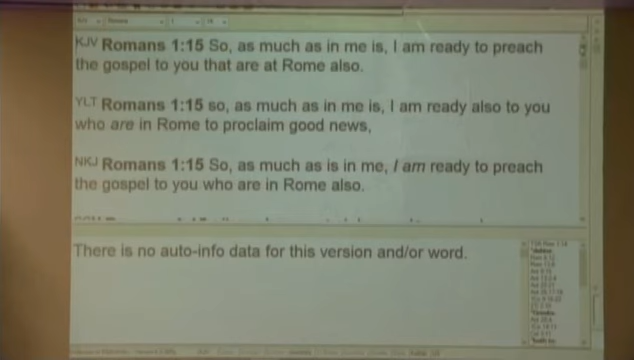 KJV Romans 1:15 So, as much as in me is, I am ready to preach
the gospel to you that are at Rome also.
YLT Romans 1:15 so, as much as in me is, I am ready also to you
who are in Rome to proclaim good news,
NKJ Romans 1:15 So, as much as is in me, I am ready to preach
the gospel to you who are in Rome also.
There is no auto-info data for this version and/or word.